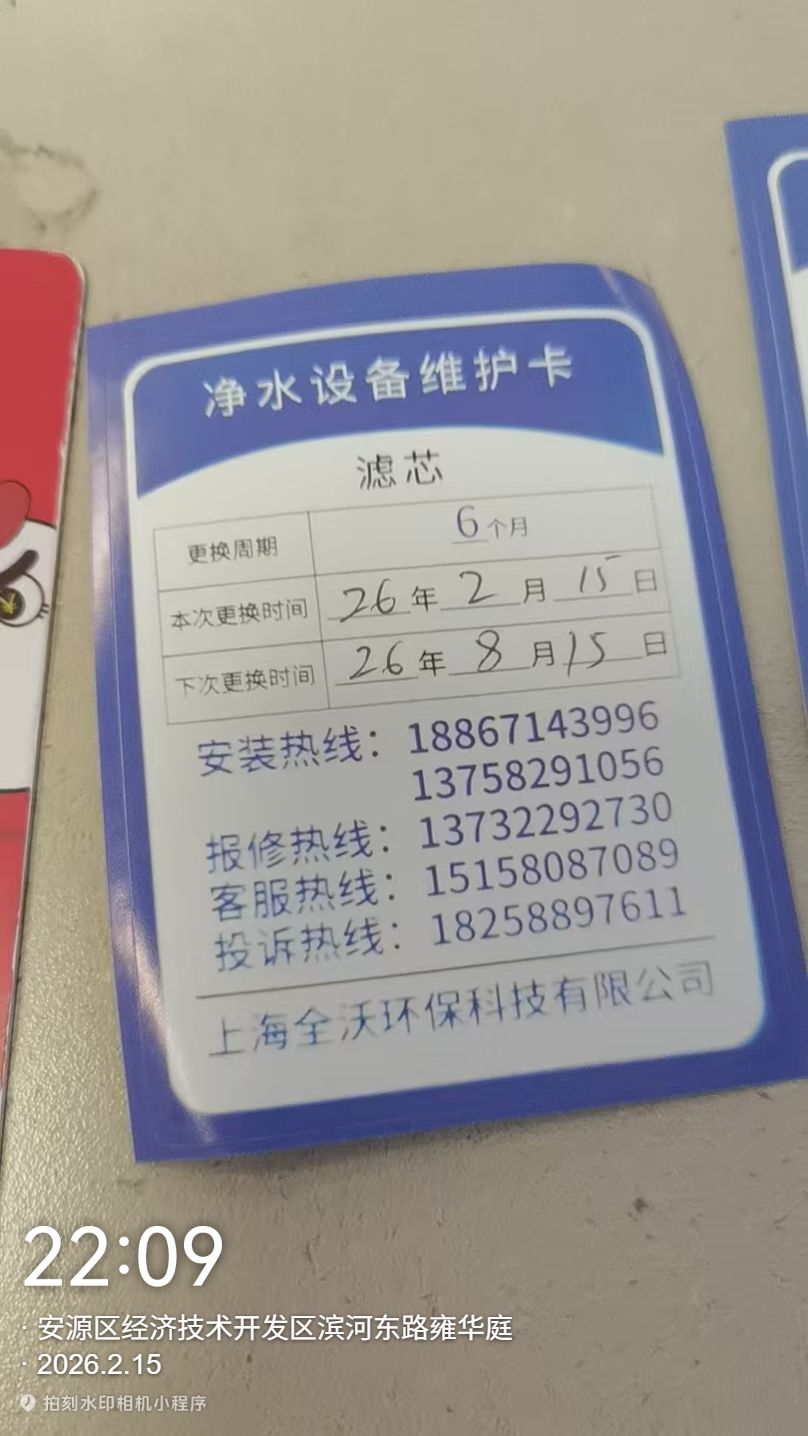 净水设备维护卡
滤芯
更换周期 6个月
本次更换时间 26年2月15日
下次更换时间 26年8月15日
安装热线：18867143996
13758291056
报修热线：13732292730
客服热线：15158087089
投诉热线：18258897611
上海全沃环保科技有限公司
22:09
· 安源区经济技术开发区滨河东路雍华庭
· 2026.2.15
拍刻水印相机小程序